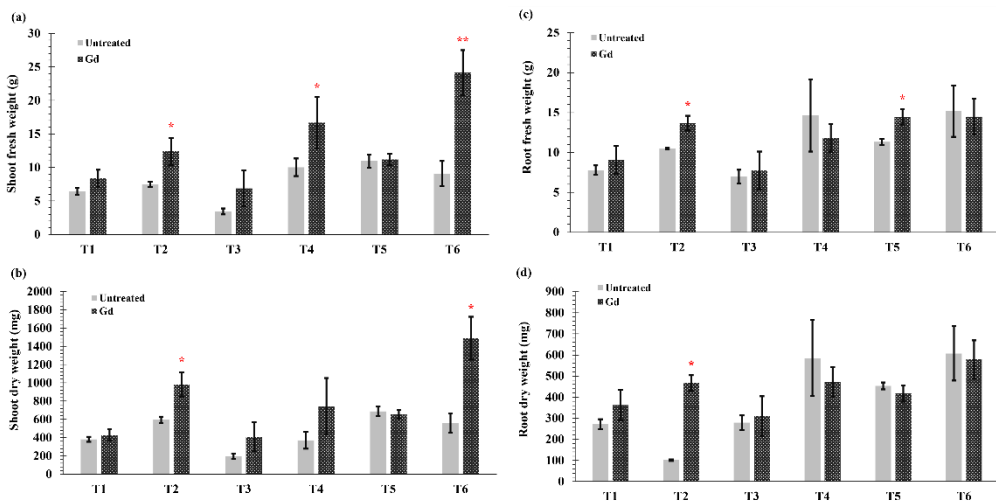 (a)
Shoot fresh weight (g)
30
25
20
15
10
5
0
Untreated
Gd
*
*
**
T1 T2 T3 T4 T5 T6
(c)
Root fresh weight (g)
25
20
15
10
5
0
Untreated
Gd
*
*
T1 T2 T3 T4 T5 T6
(b)
Shoot dry weight (mg)
2000
1800
1600
1400
1200
1000
800
600
400
200
0
Untreated
Gd
*
*
T1 T2 T3 T4 T5 T6
(d)
Root dry weight (mg)
900
800
700
600
500
400
300
200
100
0
Untreated
Gd
*
T1 T2 T3 T4 T5 T6